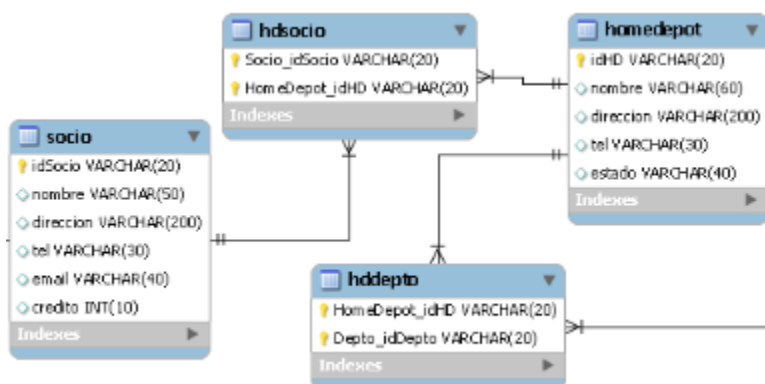 hdsocio
Socio_idSocio VARCHAR(20)
HomeDepot_idHD VARCHAR(20)
Indexes
homedepot
idHD VARCHAR(20)
nombre VARCHAR(60)
direccion VARCHAR(200)
tel VARCHAR(30)
estado VARCHAR(40)
Indexes
socio
idSocio VARCHAR(20)
nombre VARCHAR(50)
direccion VARCHAR(200)
tel VARCHAR(30)
email VARCHAR(40)
credito INT(10)
Indexes
hddepto
HomeDepot_idHD VARCHAR(20)
Depto_idDepto VARCHAR(20)
Indexes